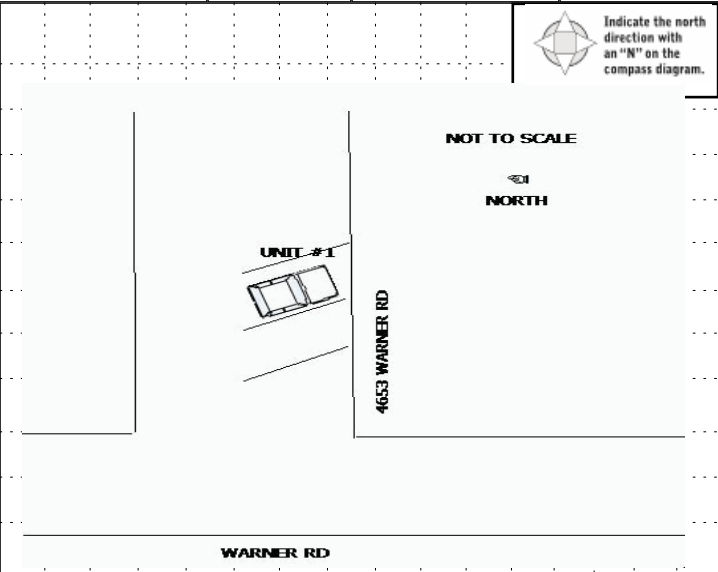 Indicate the north
direction with
an “N” on the
compass diagram.
NOT TO SCALE
NORTH
UNIT #1
4653 WARNER RD
WARNER RD